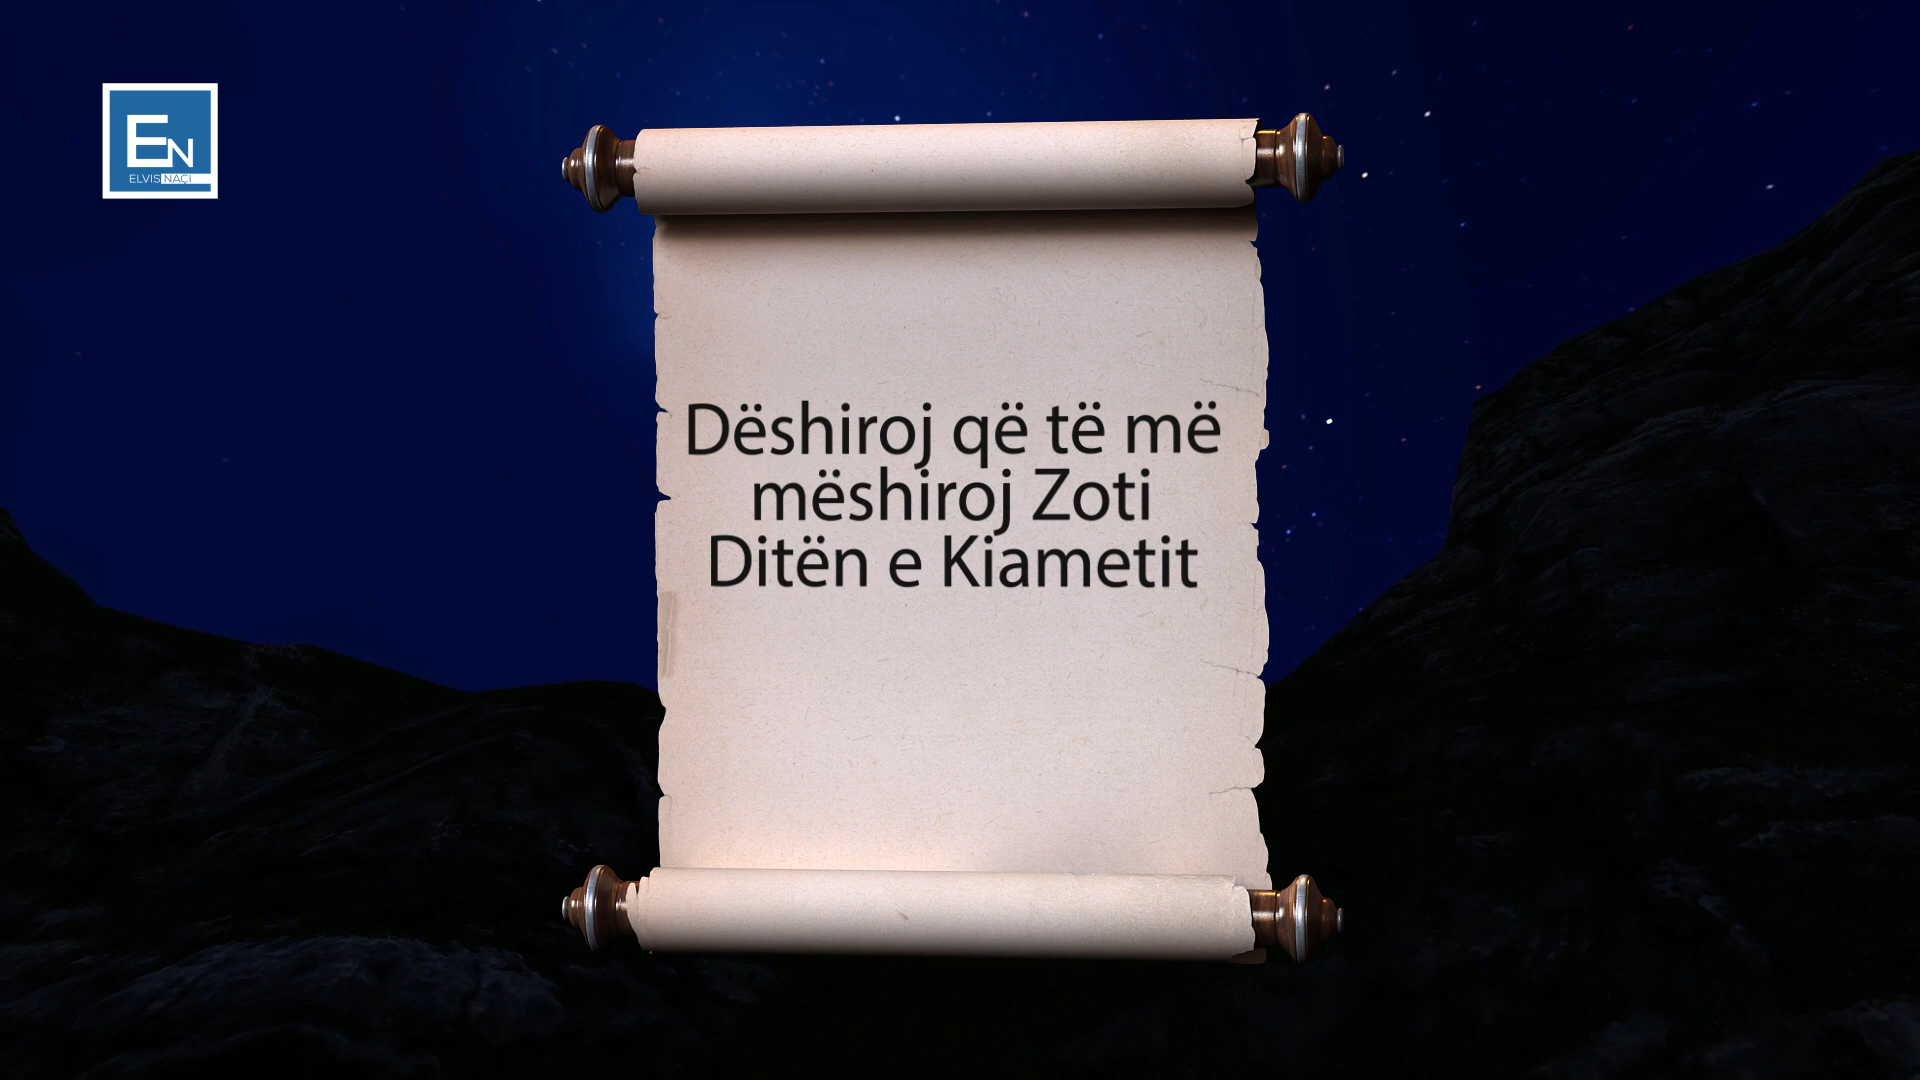 EN
ELVIS NAÇI
Dëshiroj që të më
mëshiroj Zoti
Ditën e Kiametit